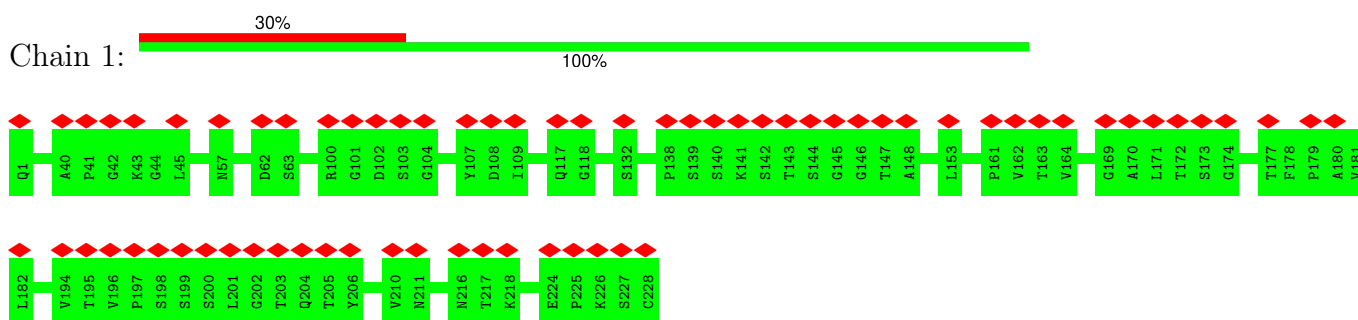 30%
Chain 1:
100%
Q1 A40 P41 G42 K43 G44 L45 N57 D62 S63 R100 G101 D102 S103 G104 Y107 D108 I109 Q117 G118 S132 P138 S139 S140 K141 S142 T143 S144 G145 G146 T147 A148 L153 P161 V162 T163 V164 G169 A170 L171 T172 S173 G174 T177 F178 P179 A180 V181
L182 V194 T195 V196 P197 S198 S199 S200 L201 G202 T203 Q204 T205 Y206 V210 N211 N216 T217 K218 E224 P225 K226 S227 C228